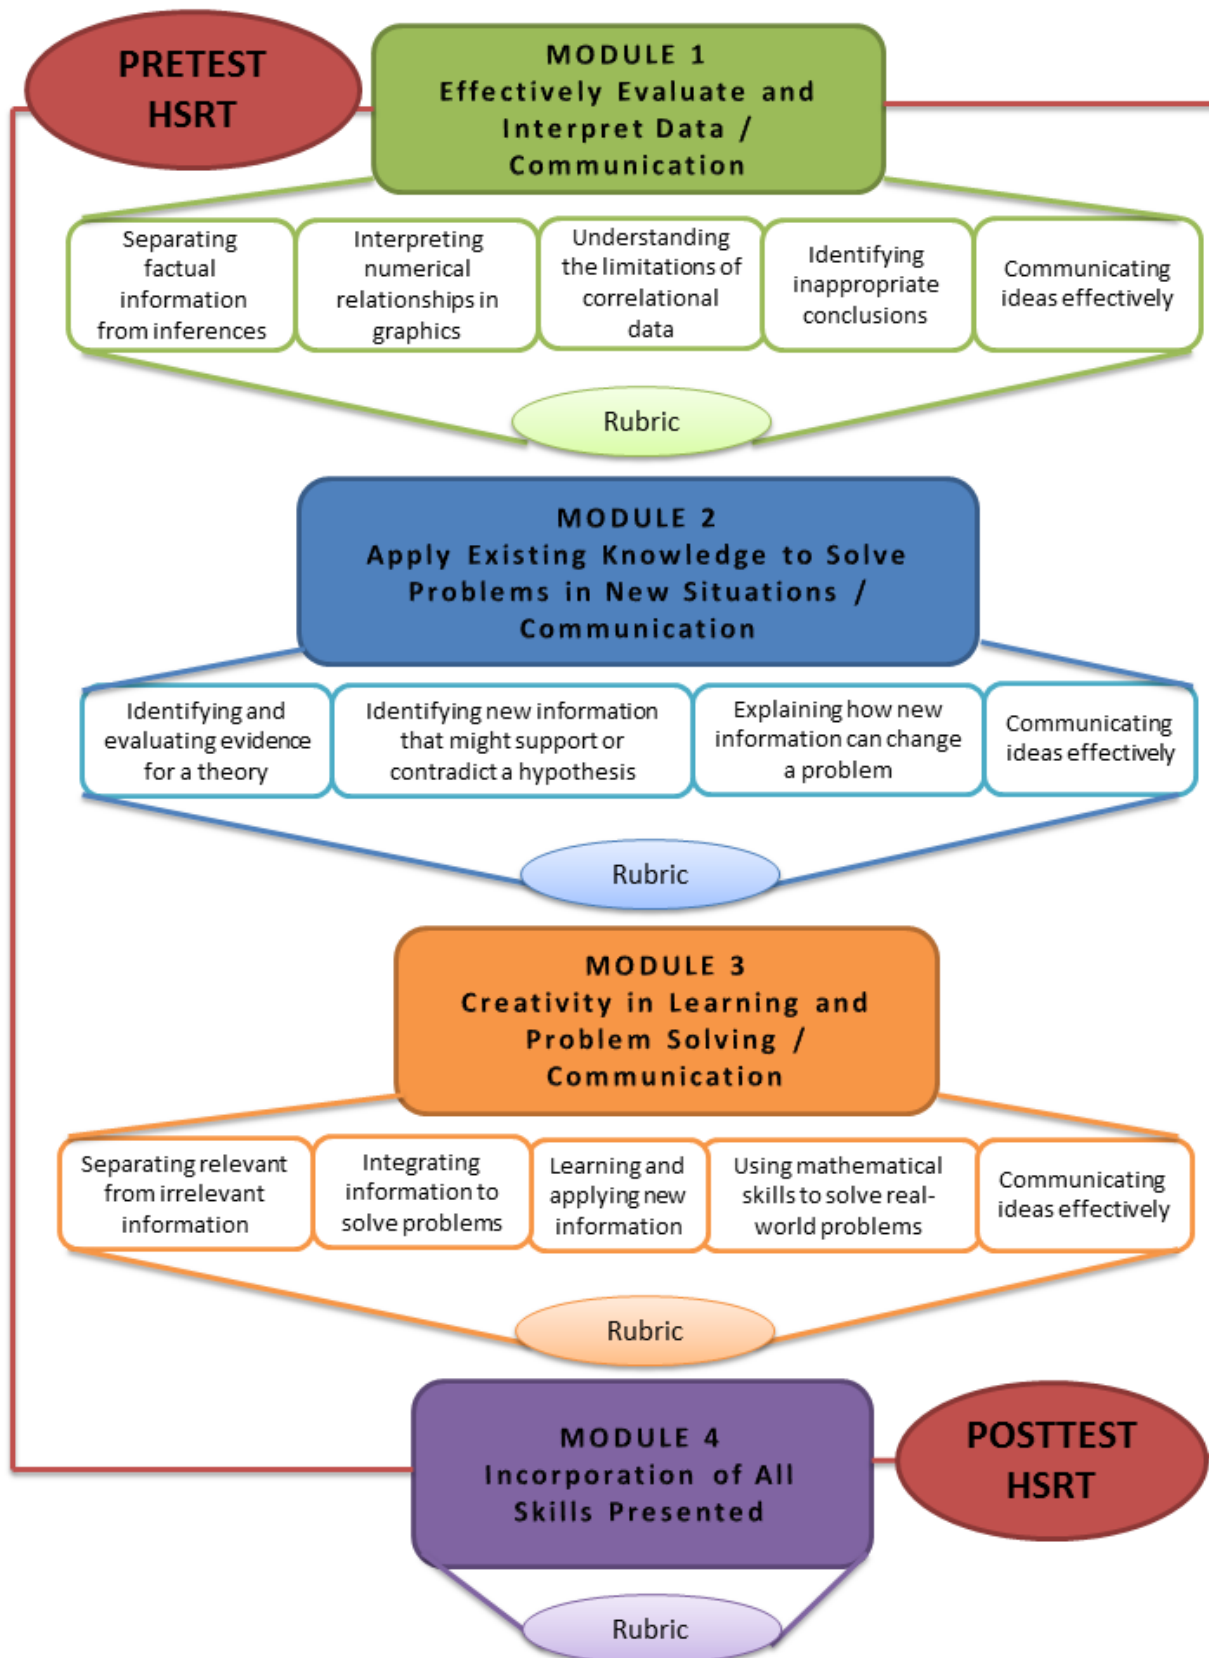 PRETEST
HSRT
MODULE 1
Effectively Evaluate and
Interpret Data /
Communication
Separating
factual
information
from inferences
Interpreting
numerical
relationships in
graphics
Understanding
the limitations of
correlational
data
Identifying
inappropriate
conclusions
Communicating
ideas effectively
Rubric
MODULE 2
Apply Existing Knowledge to Solve
Problems in New Situations /
Communication
Identifying and
evaluating evidence
for a theory
Identifying new information
that might support or
contradict a hypothesis
Explaining how new
information can change
a problem
Communicating
ideas effectively
Rubric
MODULE 3
Creativity in Learning and
Problem Solving /
Communication
Separating relevant
from irrelevant
information
Integrating
information to
solve problems
Learning and
applying new
information
Using mathematical
skills to solve real-
world problems
Communicating
ideas effectively
Rubric
MODULE 4
Incorporation of All
Skills Presented
POSTTEST
HSRT
Rubric